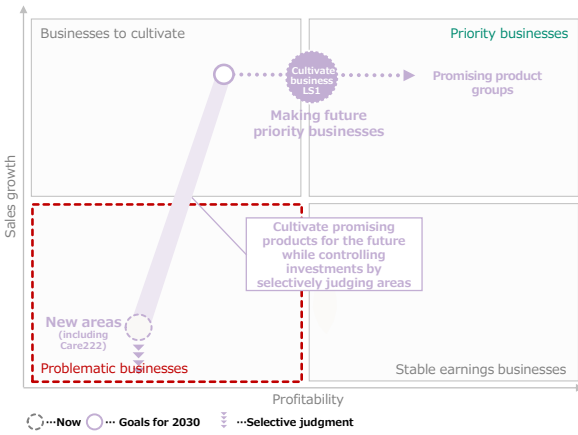 Businesses to cultivate
Priority businesses
Cultivate
business
LS1
Promising product
groups
Making future
priority businesses
Sales growth
Cultivate promising
products for the future
while controlling
investments by
selectively judging areas
New areas
(including
Care222)
Problematic businesses
Stable earnings businesses
Profitability
···Now
··· Goals for 2030
···Selective judgment